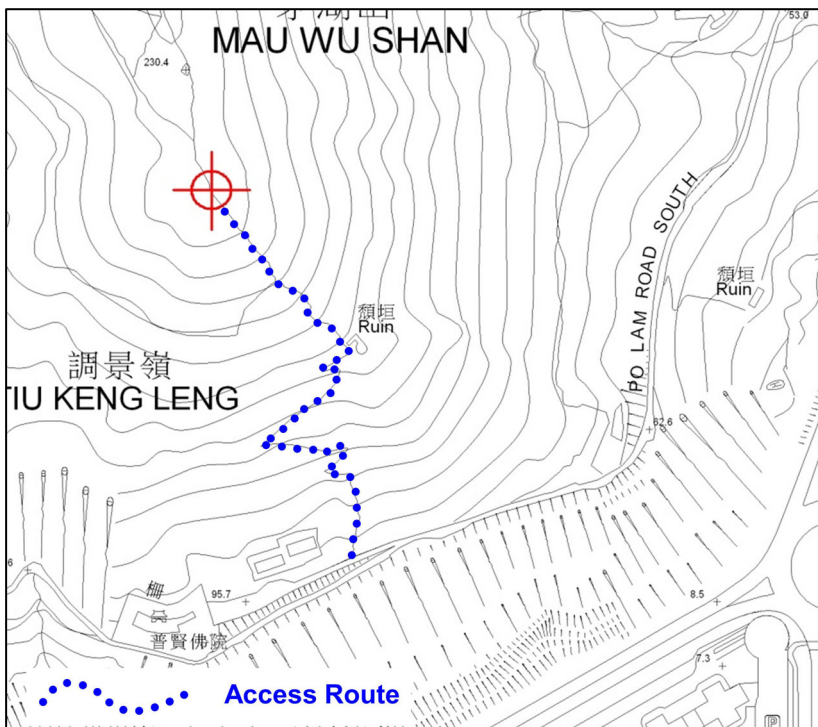 MAU WU SHAN
53.0
230.4
PO LAM ROAD SOUTH
頹垣
Ruin
頹垣
Ruin
調景嶺
TIU KENG LENG
62.6
95.7
8.5
普賢佛院
7.3
P
Access Route